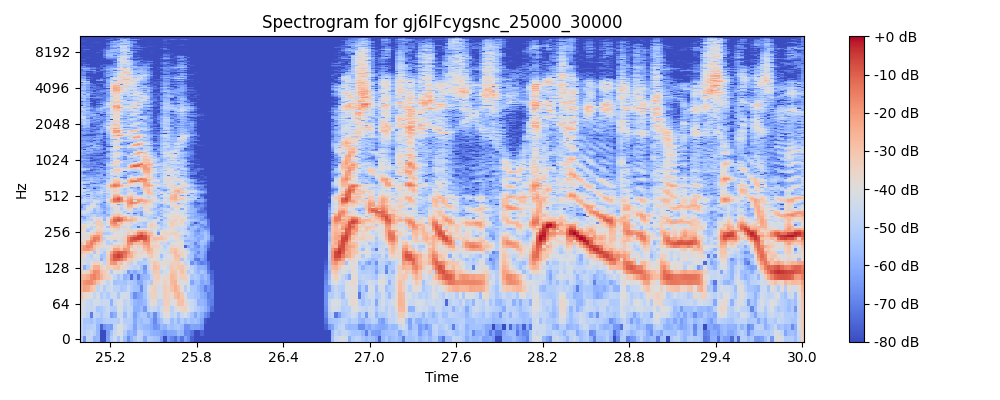 Spectrogram for gj6lFcygsnc_25000_30000
8192
4096
2048
1024
512
256
128
64
0
Hz
25.2 25.8 26.4 27.0 27.6 28.2 28.8 29.4 30.0
Time
+0 dB
-10 dB
-20 dB
-30 dB
-40 dB
-50 dB
-60 dB
-70 dB
-80 dB